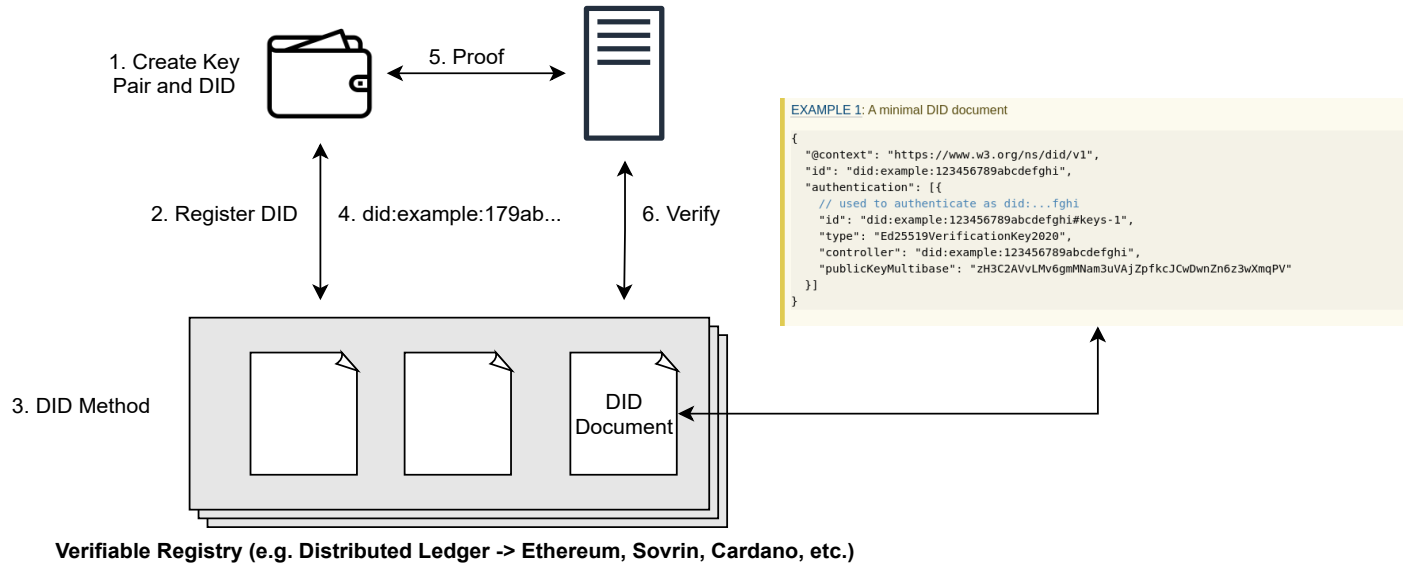 1. Create Key
Pair and DID
5. Proof
2. Register DID
4. did:example:179ab...
6. Verify
EXAMPLE 1: A minimal DID document
{
  "@context": "https://www.w3.org/ns/did/v1",
  "id": "did:example:123456789abcdefghi",
  "authentication": [{
    // used to authenticate as did:...fghi
    "id": "did:example:123456789abcdefghi#keys-1",
    "type": "Ed25519VerificationKey2020",
    "controller": "did:example:123456789abcdefghi",
    "publicKeyMultibase": "zH3C2AVvLMv6gmMNam3uVAjZpfkcJCwDwnZn6z3wXmqPV"
  }]
}
3. DID Method
DID
Document
Verifiable Registry (e.g. Distributed Ledger -> Ethereum, Sovrin, Cardano, etc.)